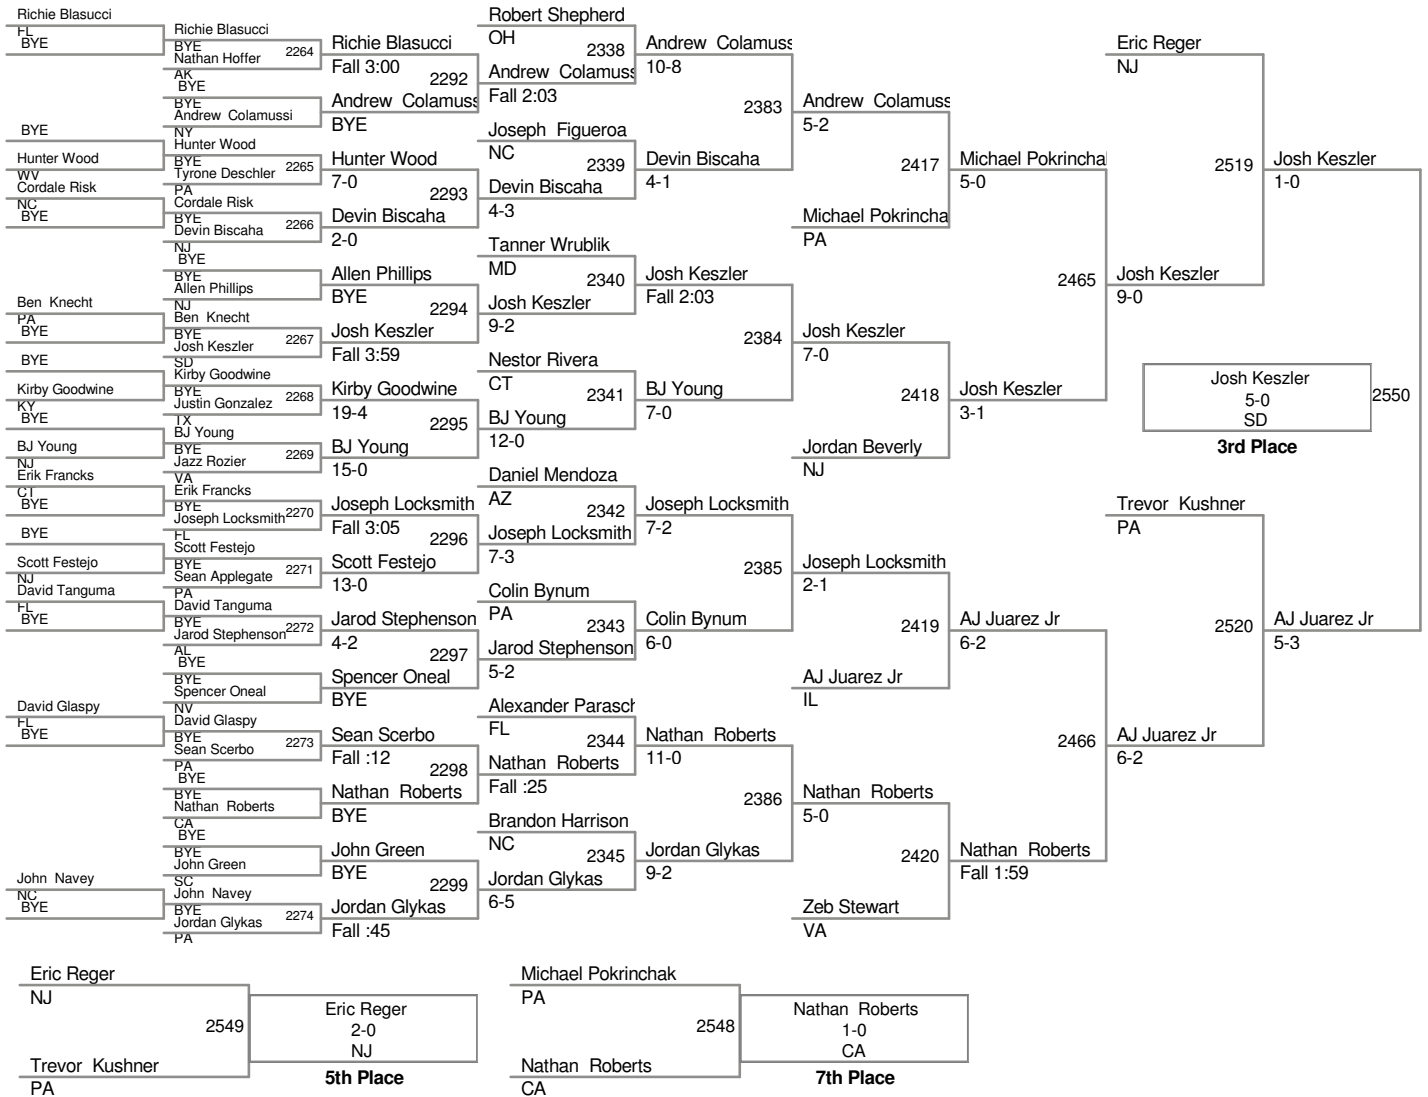 Richie Blasucci
FL
BYE
BYE
Hunter Wood
WV
Cordale Risk
NC
BYE
Ben Knecht
PA
BYE
BYE
Kirby Goodwine
KY
BYE
BJ Young
NJ
Erik Francks
CT
BYE
BYE
Scott Festejo
NJ
David Tanguma
FL
BYE
David Glaspy
FL
BYE
John Navey
NC
BYE
Richie Blasucci
BYE
2264
Nathan Hoffer
AK
BYE
BYE
Andrew Colamussi
NY
Hunter Wood
BYE
2265
Tyrone Deschler
PA
Cordale Risk
BYE
2266
Devin Biscaha
NJ
BYE
BYE
Allen Phillips
NJ
Ben Knecht
BYE
2267
Josh Keszler
SD
Kirby Goodwine
BYE
2268
Justin Gonzalez
TX
BJ Young
BYE
2269
Jazz Rozier
VA
Erik Francks
BYE
2270
Joseph Locksmith
FL
Scott Festejo
BYE
2271
Sean Applegate
PA
David Tanguma
BYE
2272
Jarod Stephenson
AL
BYE
BYE
Spencer Oneal
NV
David Glaspy
BYE
2273
Sean Scerbo
PA
BYE
BYE
Nathan Roberts
CA
BYE
BYE
John Green
SC
John Navey
BYE
2274
Jordan Glykas
PA
Richie Blasucci
Fall 3:00
2292
Andrew Colamuss
BYE
Hunter Wood
7-0
2293
Devin Biscaha
2-0
Allen Phillips
BYE
2294
Josh Keszler
Fall 3:59
Kirby Goodwine
19-4
2295
BJ Young
15-0
Joseph Locksmith
Fall 3:05
2296
Scott Festejo
13-0
Jarod Stephenson
4-2
2297
Spencer Oneal
BYE
Sean Scerbo
Fall :12
2298
Nathan Roberts
BYE
John Green
BYE
2299
Jordan Glykas
Fall :45
Robert Shepherd
OH
2338
Andrew Colamuss
Fall 2:03
Joseph Figueroa
NC
2339
Devin Biscaha
4-3
Tanner Wrublik
MD
2340
Josh Keszler
9-2
Nestor Rivera
CT
2341
BJ Young
12-0
Daniel Mendoza
AZ
2342
Joseph Locksmith
7-3
Colin Bynum
PA
2343
Jarod Stephenson
5-2
Alexander Parasch
FL
2344
Nathan Roberts
Fall :25
Brandon Harrison
NC
2345
Jordan Glykas
6-5
Andrew Colamuss
10-8
2383
Devin Biscaha
4-1
Josh Keszler
Fall 2:03
2384
BJ Young
7-0
Joseph Locksmith
7-2
2385
Colin Bynum
6-0
Nathan Roberts
11-0
2386
Jordan Glykas
9-2
Andrew Colamuss
5-2
2417
Michael Pokrincha
PA
Josh Keszler
7-0
2418
Jordan Beverly
NJ
Joseph Locksmith
2-1
2419
AJ Juarez Jr
IL
Nathan Roberts
5-0
2420
Zeb Stewart
VA
Michael Pokrinchal
5-0
2465
Josh Keszler
3-1
AJ Juarez Jr
6-2
2466
Nathan Roberts
Fall 1:59
Eric Reger
NJ
2519
Josh Keszler
9-0
Trevor Kushner
PA
2520
AJ Juarez Jr
6-2
Josh Keszler
1-0
2550
AJ Juarez Jr
5-3
Josh Keszler
5-0
SD
3rd Place
Eric Reger
NJ
2549
Trevor Kushner
PA
Eric Reger
2-0
NJ
5th Place
Michael Pokrinchak
PA
2548
Nathan Roberts
CA
Nathan Roberts
1-0
CA
7th Place